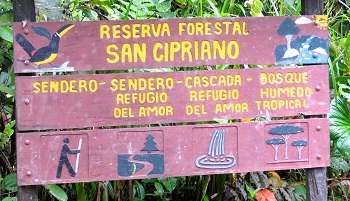 RESERVA FORESTAL
SAN CIPRIANO
SENDERO - SENDERO - CASCADA - BOSQUE
REFUGIO REFUGIO HUMEDO
DEL AMOR DEL AMOR TROPICAL